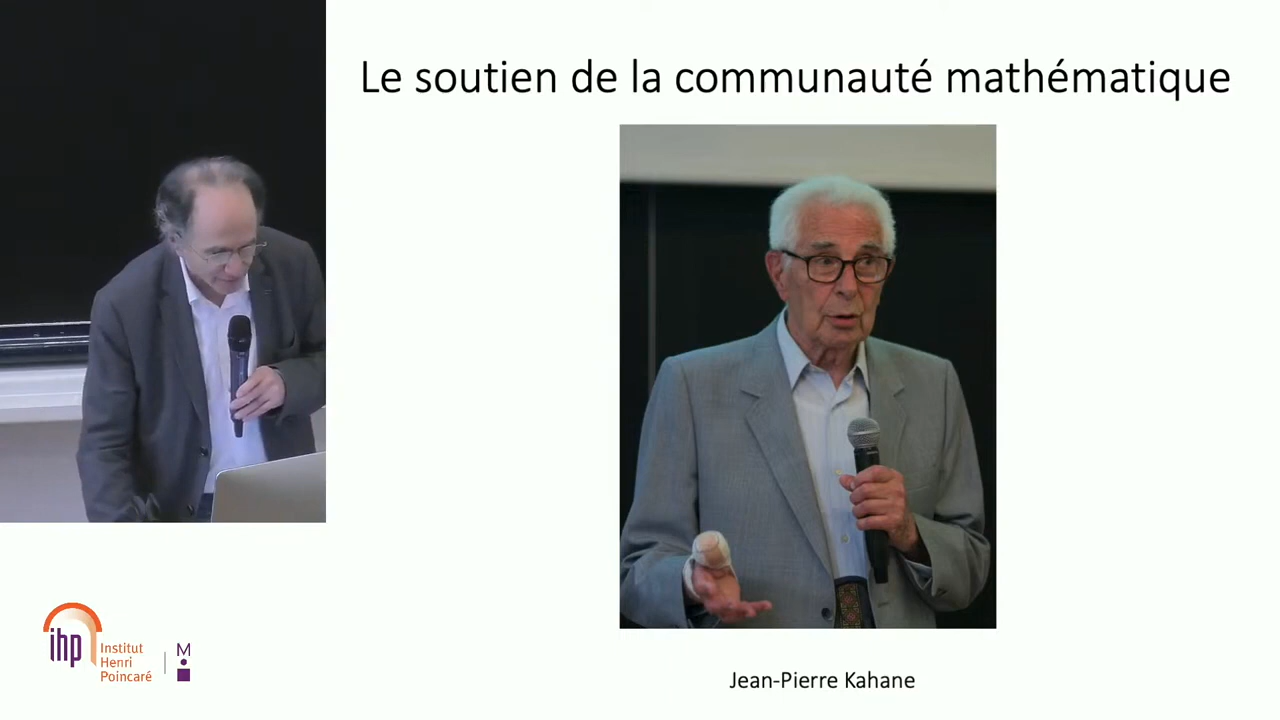 Le soutien de la communauté mathématique
Jean-Pierre Kahane
ihp
Institut
Henri
Poincaré
M